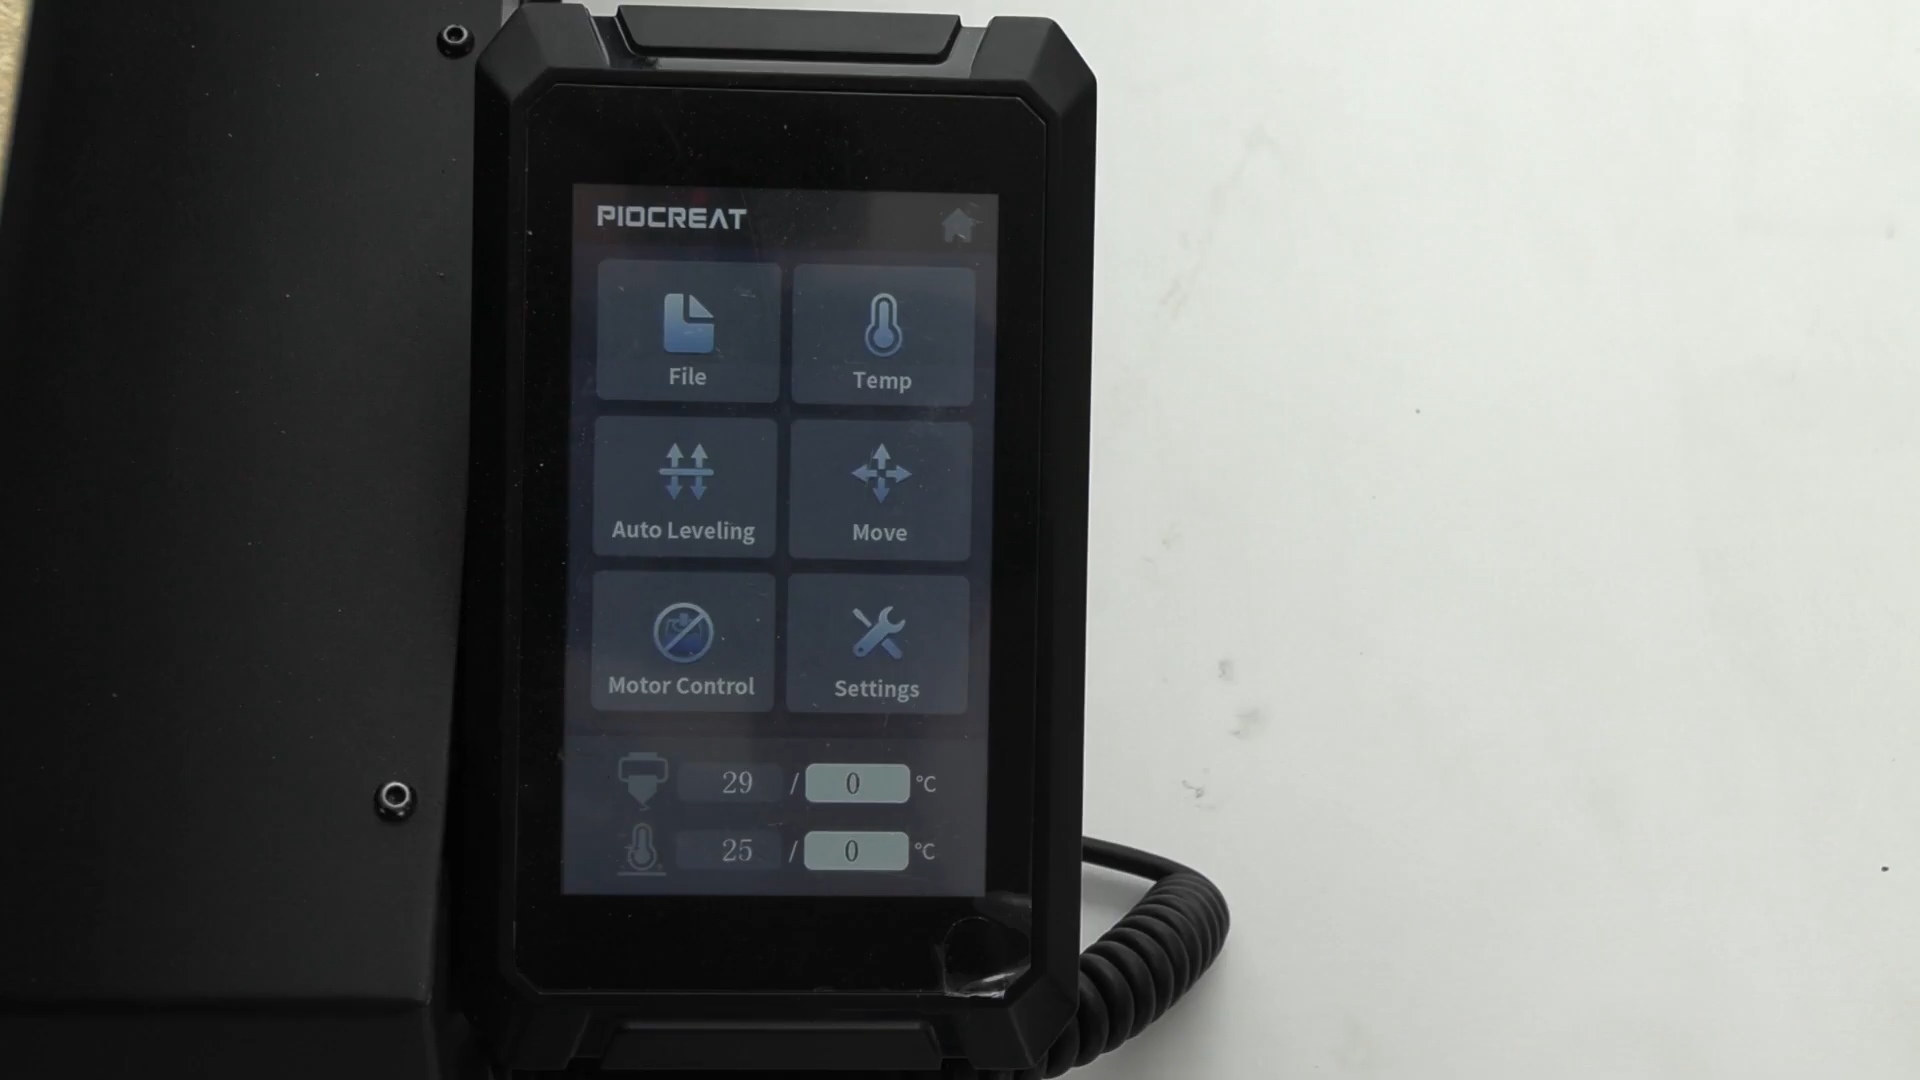 PIOCREAT
File
Temp
Auto Leveling
Move
Motor Control
Settings
29 / 0 °C
25 / 0 °C